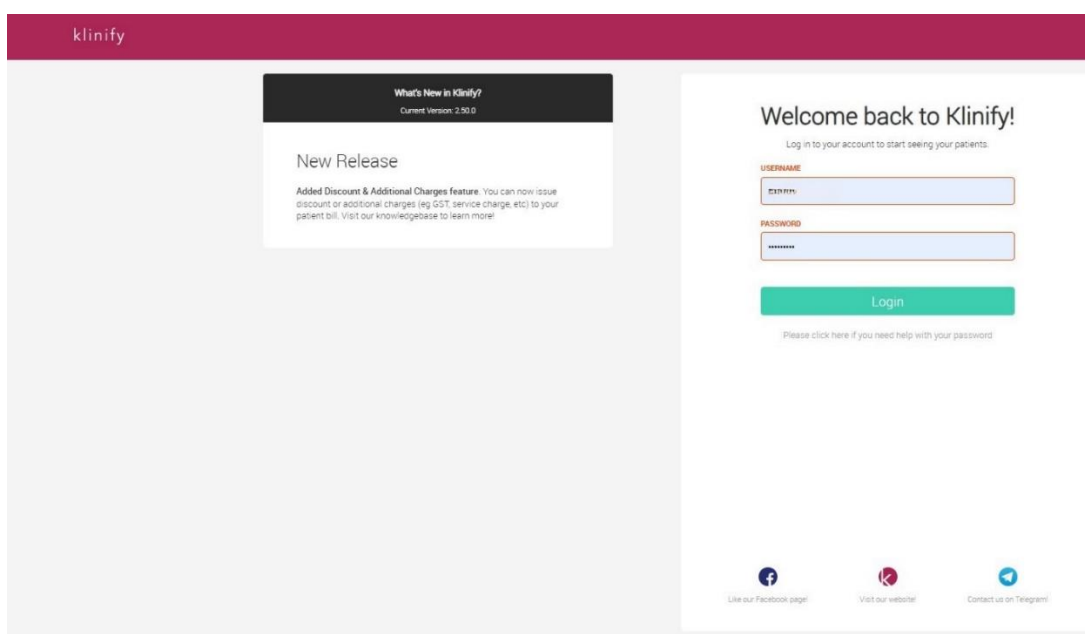 klinify
What's New in Klinify?
Current Version: 2.50.0
New Release
Added Discount & Additional Charges feature. You can now issue
discount or additional charges (eg GST, service charge, etc) to your
patient bill. Visit our knowledgebase to learn more!
Welcome back to Klinify!
Log in to your account to start seeing your patients.
USERNAME
PASSWORD
Login
Please click here if you need help with your password
Like our Facebook page!
Visit our website!
Contact us on Telegram!